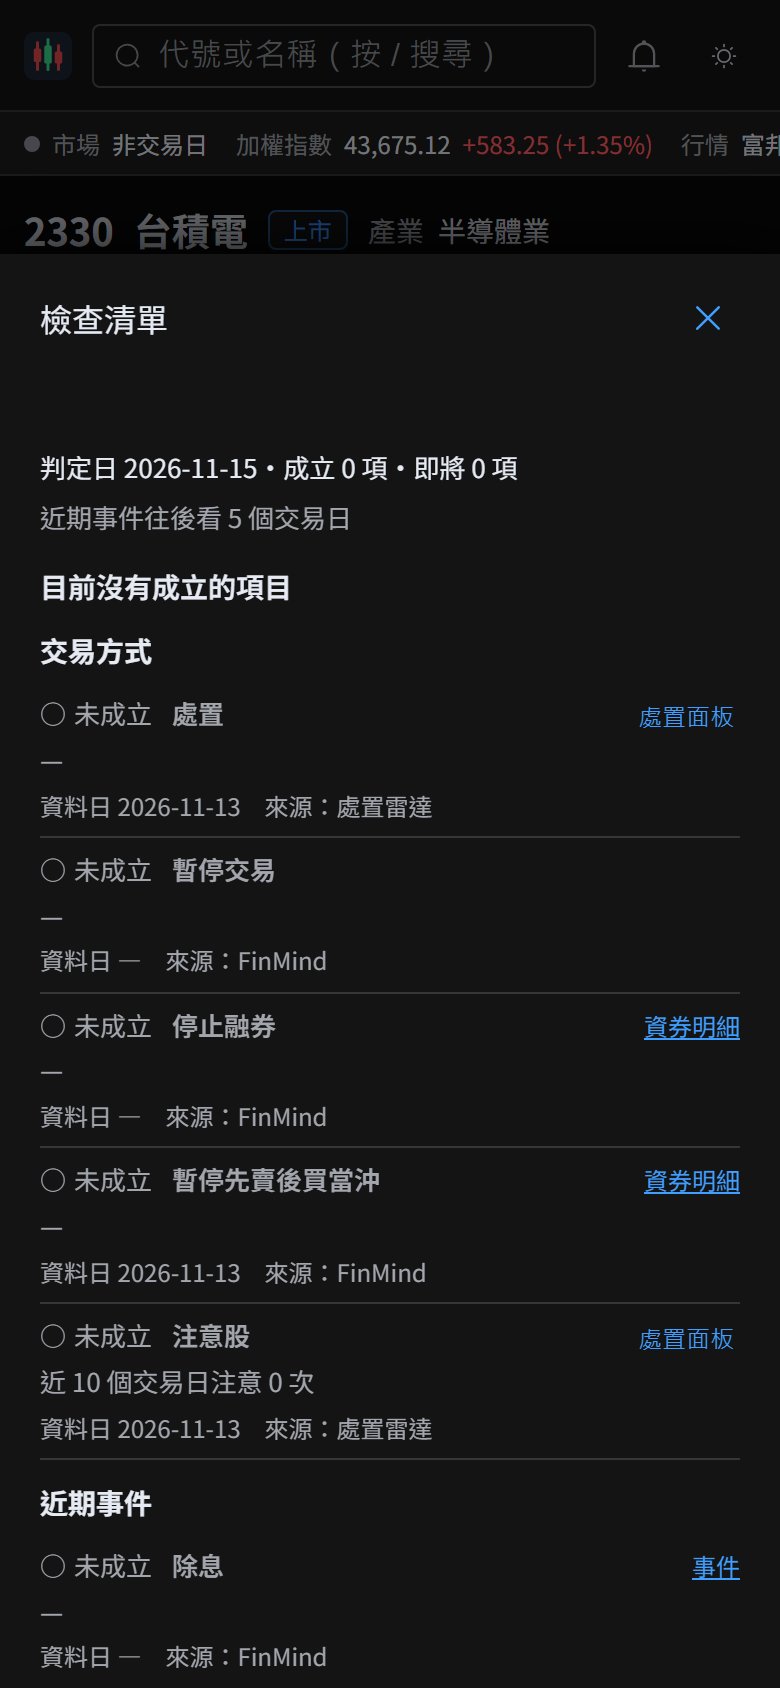 代號或名稱 ( 按 / 搜尋 )
市場 非交易日 加權指數 43,675.12 +583.25 (+1.35%) 行情 富邦
2330 台積電 上市 產業 半導體業
檢查清單
判定日 2026-11-15・成立 0 項・即將 0 項
近期事件往後看 5 個交易日
目前沒有成立的項目
交易方式
○ 未成立 處置 處置面板
—
資料日 2026-11-13 來源：處置雷達
○ 未成立 暫停交易
—
資料日 — 來源：FinMind
○ 未成立 停止融券 資券明細
—
資料日 — 來源：FinMind
○ 未成立 暫停先賣後買當沖 資券明細
—
資料日 2026-11-13 來源：FinMind
○ 未成立 注意股 處置面板
近 10 個交易日注意 0 次
資料日 2026-11-13 來源：處置雷達
近期事件
○ 未成立 除息 事件
—
資料日 — 來源：FinMind